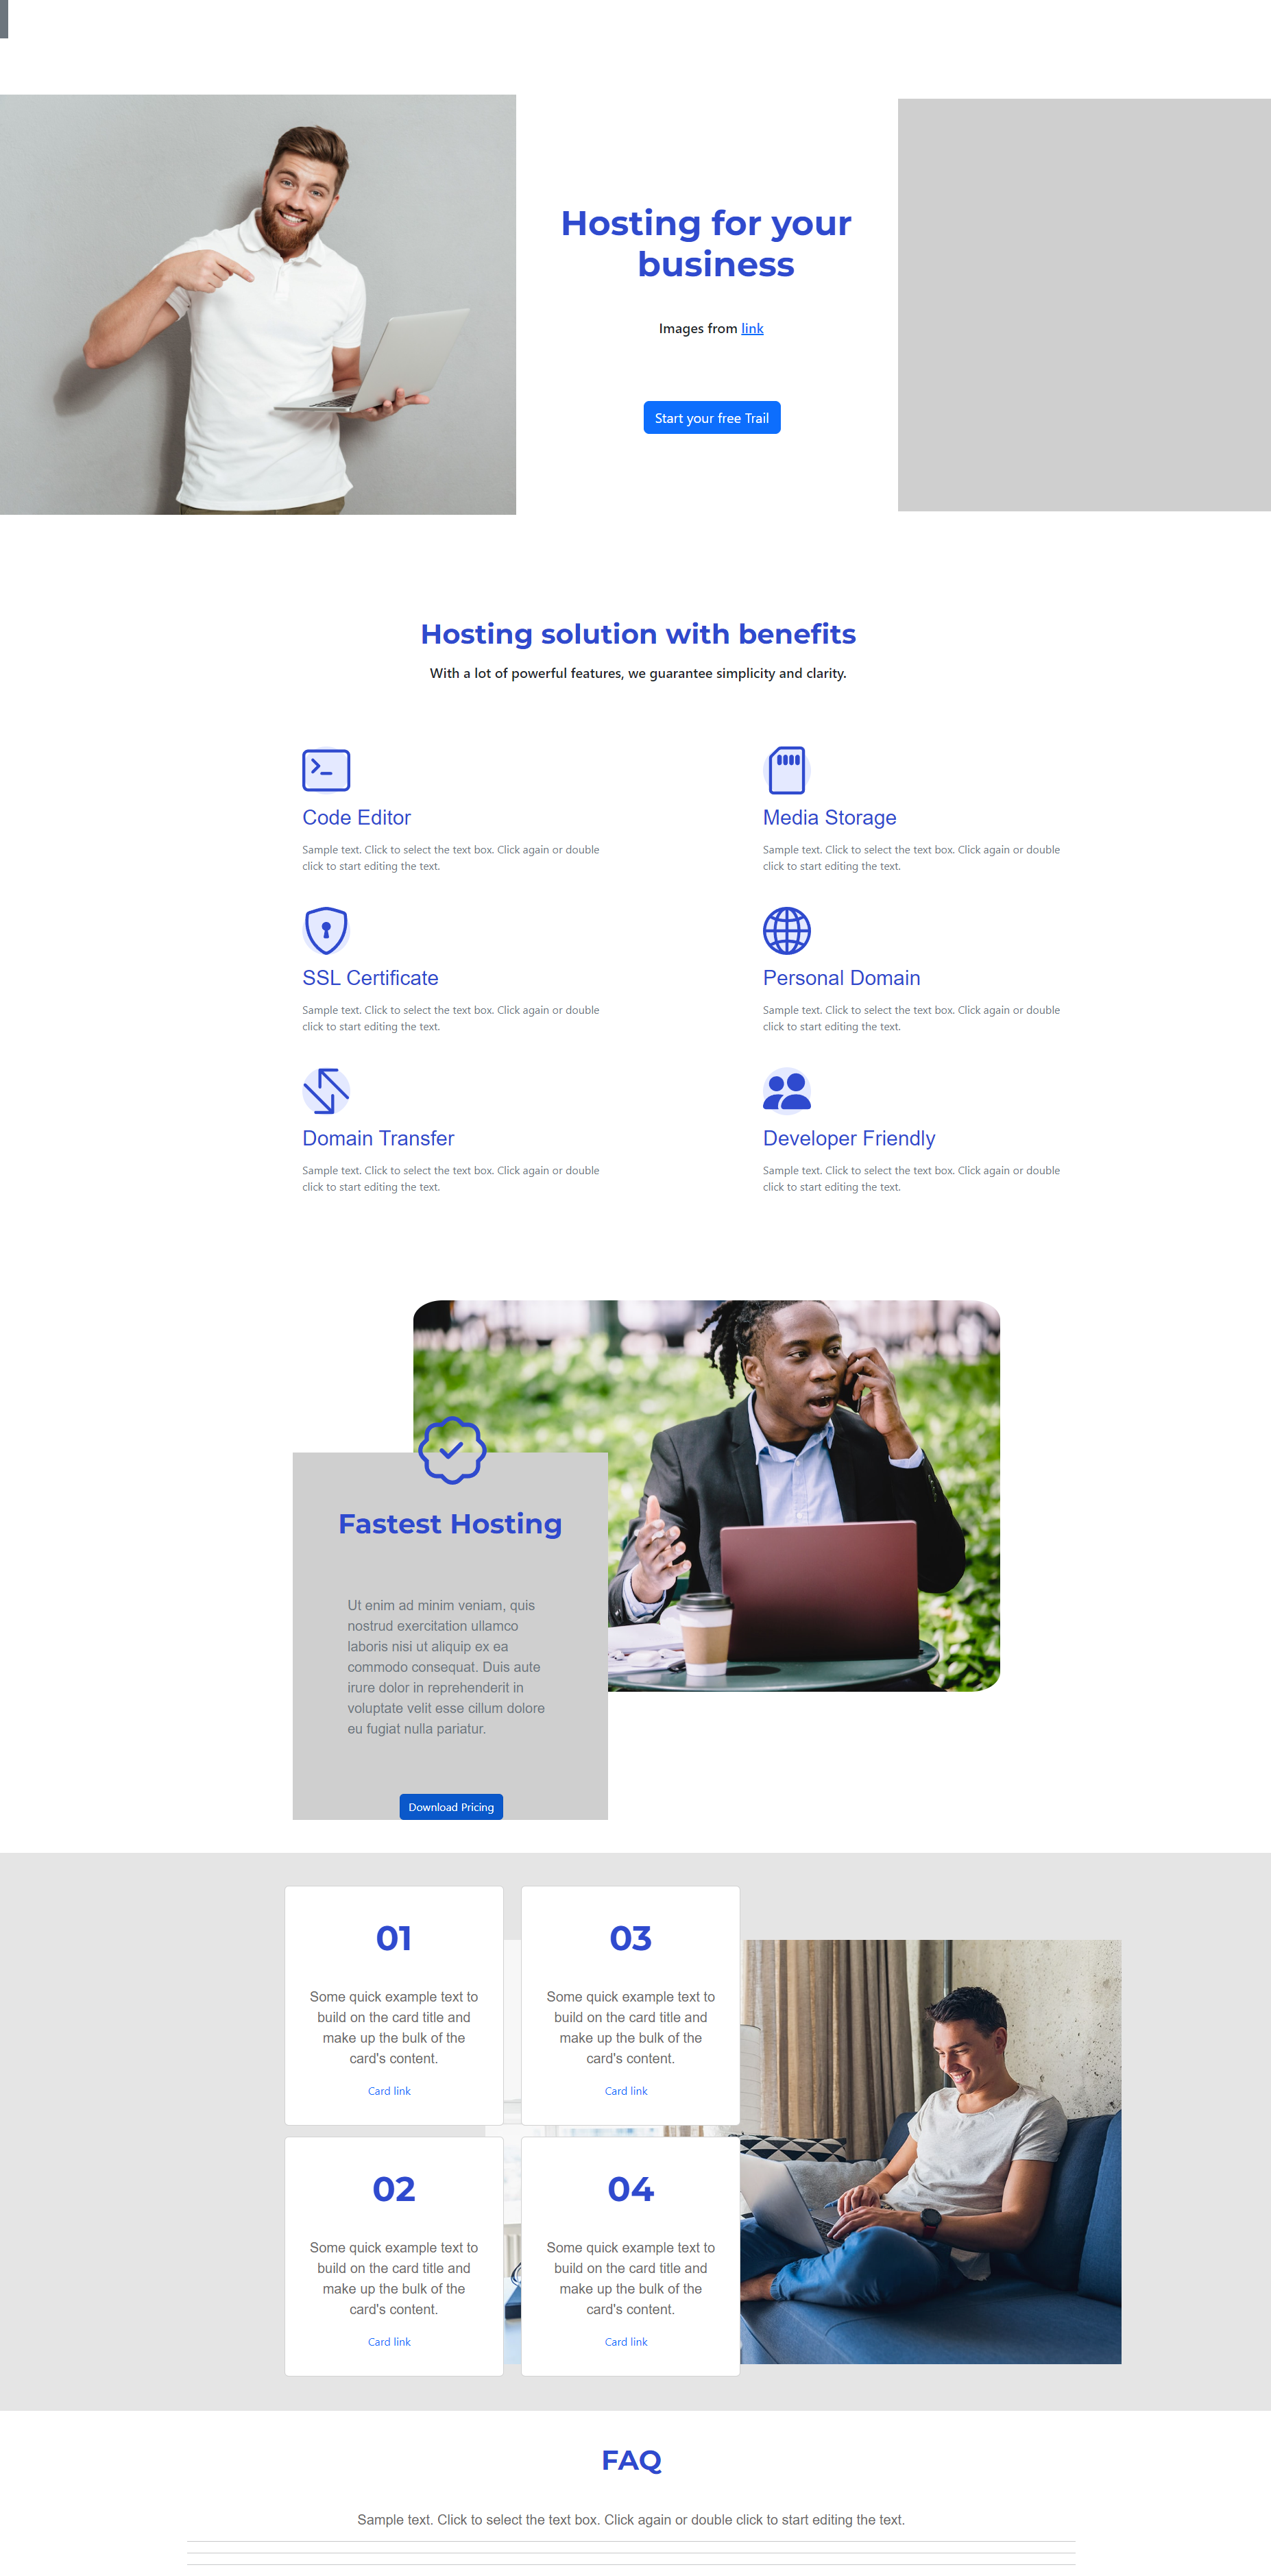 Hosting for your
business
Images from link
Start your free Trail
Hosting solution with benefits
With a lot of powerful features, we guarantee simplicity and clarity.
Code Editor
Sample text. Click to select the text box. Click again or double
click to start editing the text.
Media Storage
Sample text. Click to select the text box. Click again or double
click to start editing the text.
SSL Certificate
Sample text. Click to select the text box. Click again or double
click to start editing the text.
Personal Domain
Sample text. Click to select the text box. Click again or double
click to start editing the text.
Domain Transfer
Sample text. Click to select the text box. Click again or double
click to start editing the text.
Developer Friendly
Sample text. Click to select the text box. Click again or double
click to start editing the text.
Fastest Hosting
Ut enim ad minim veniam, quis
nostrud exercitation ullamco
laboris nisi ut aliquip ex ea
commodo consequat. Duis aute
irure dolor in reprehenderit in
voluptate velit esse cillum dolore
eu fugiat nulla pariatur.
Download Pricing
01
Some quick example text to
build on the card title and
make up the bulk of the
card's content.
Card link
03
Some quick example text to
build on the card title and
make up the bulk of the
card's content.
Card link
02
Some quick example text to
build on the card title and
make up the bulk of the
card's content.
Card link
04
Some quick example text to
build on the card title and
make up the bulk of the
card's content.
Card link
FAQ
Sample text. Click to select the text box. Click again or double click to start editing the text.